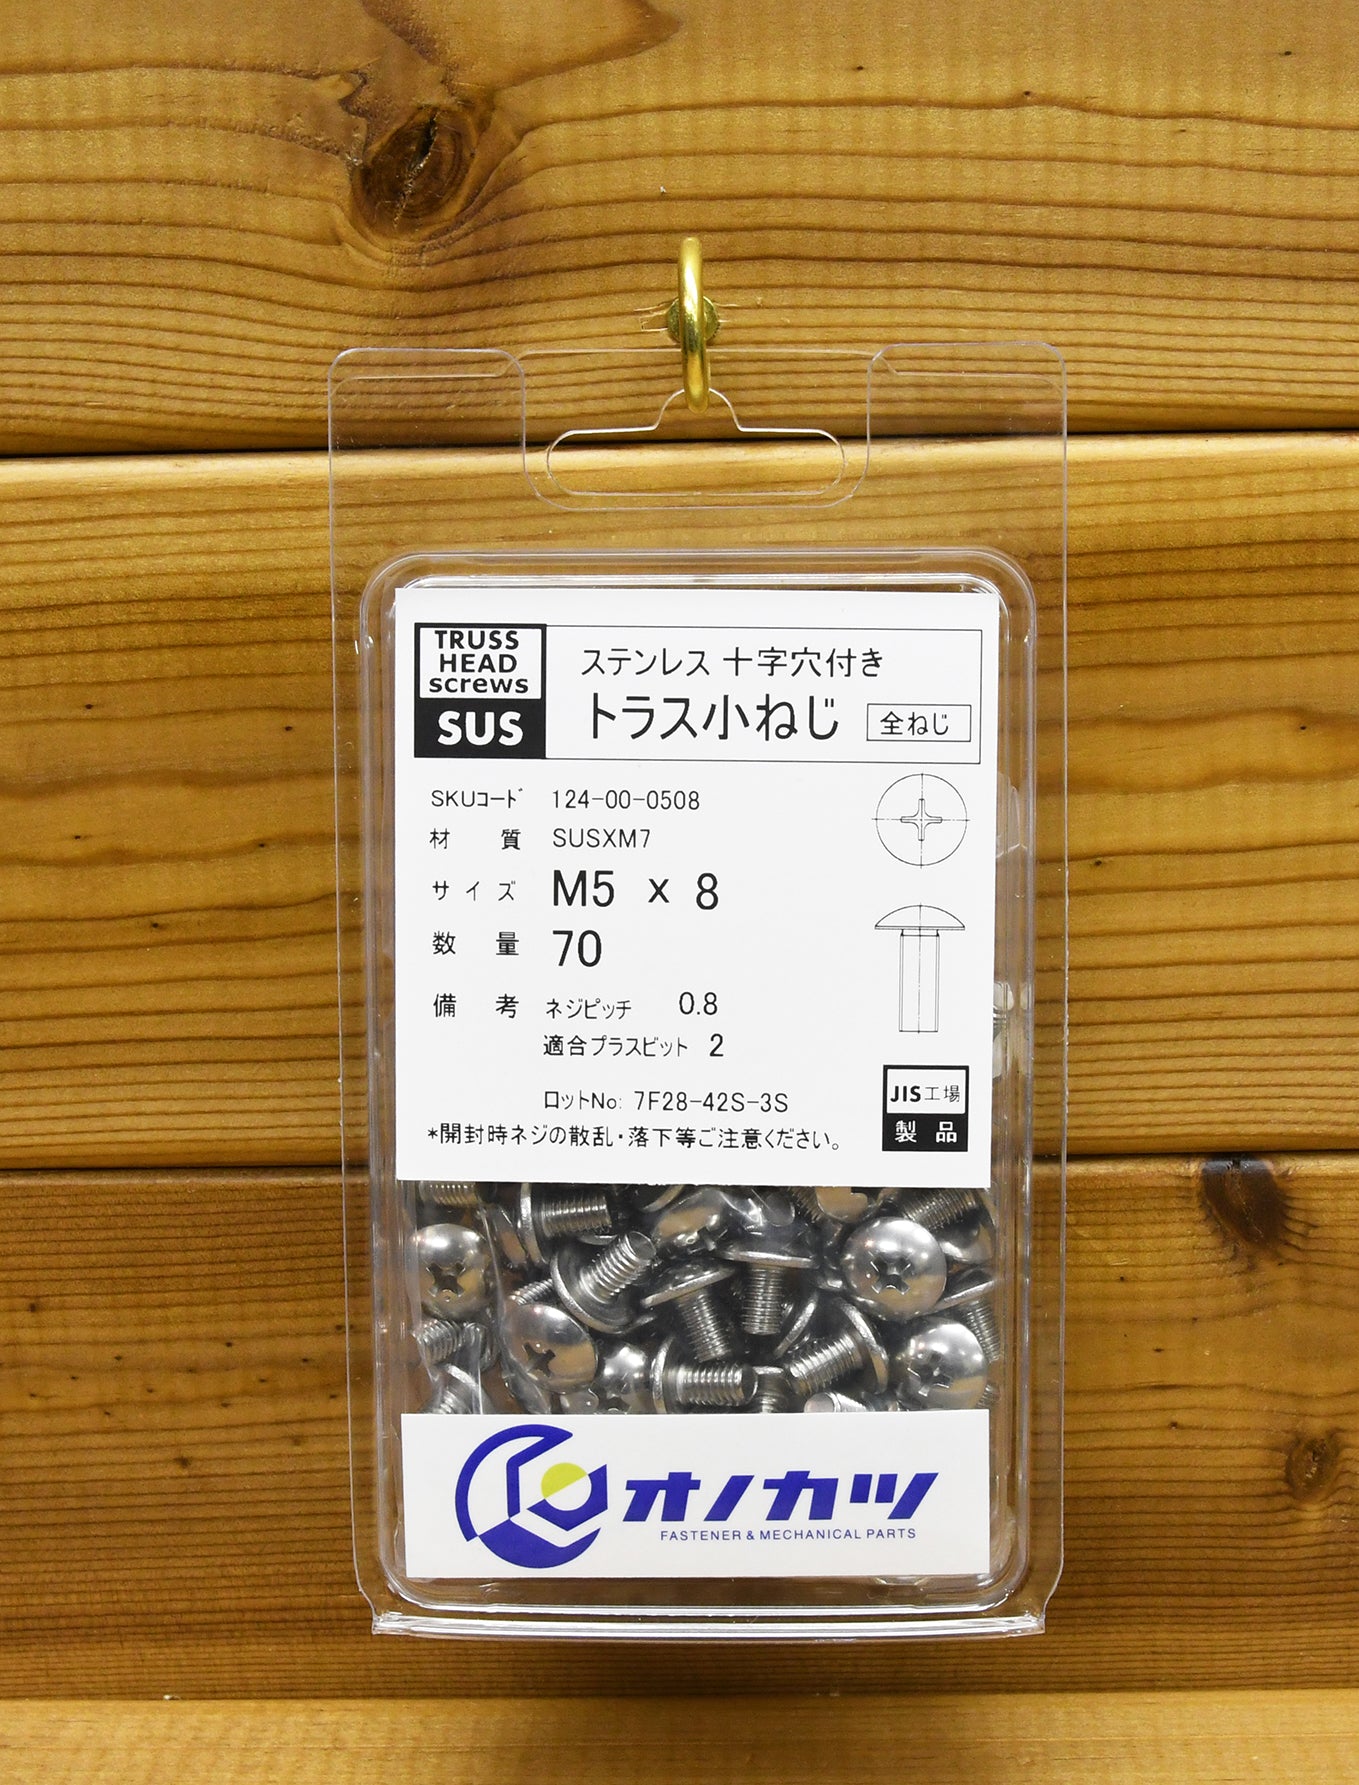 TRUSS
HEAD
screws
SUS
ステンレス 十字穴付き
トラス小ねじ 全ねじ
SKUコード 124-00-0508
材質 SUSXM7
サイズ M5 x 8
数量 70
備考 ネジピッチ 0.8
適合プラスビット 2
ロットNo: 7F28-42S-3S
*開封時ネジの散乱・落下等ご注意ください。
JIS工場
製品
オノカツ
FASTENER & MECHANICAL PARTS